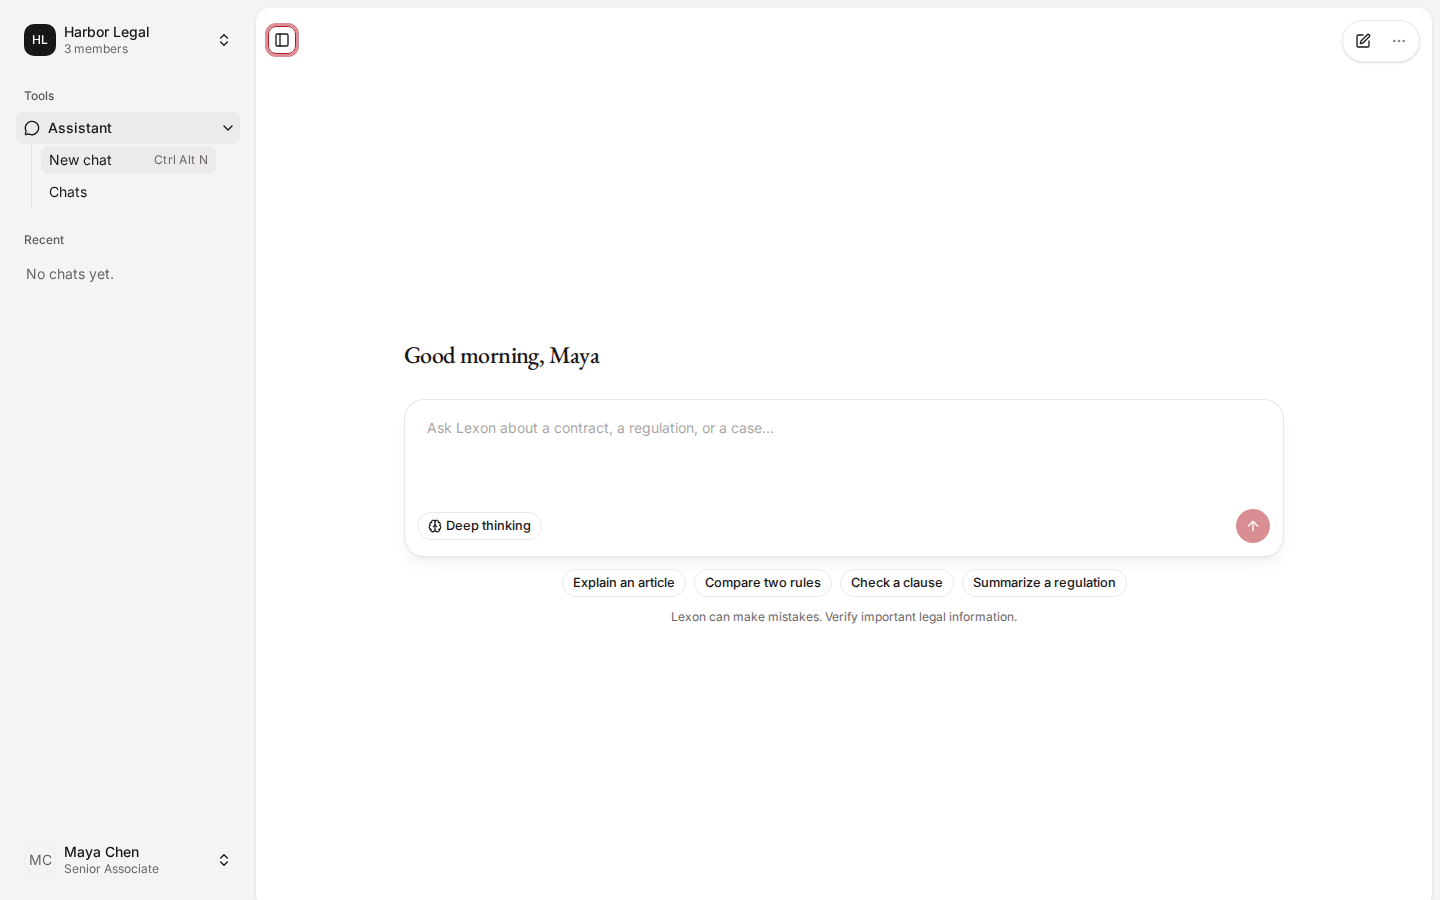 HL
Harbor Legal
3 members
Tools
Assistant
New chat Ctrl Alt N
Chats
Recent
No chats yet.
MC
Maya Chen
Senior Associate
Good morning, Maya
Ask Lexon about a contract, a regulation, or a case...
Deep thinking
Explain an article
Compare two rules
Check a clause
Summarize a regulation
Lexon can make mistakes. Verify important legal information.